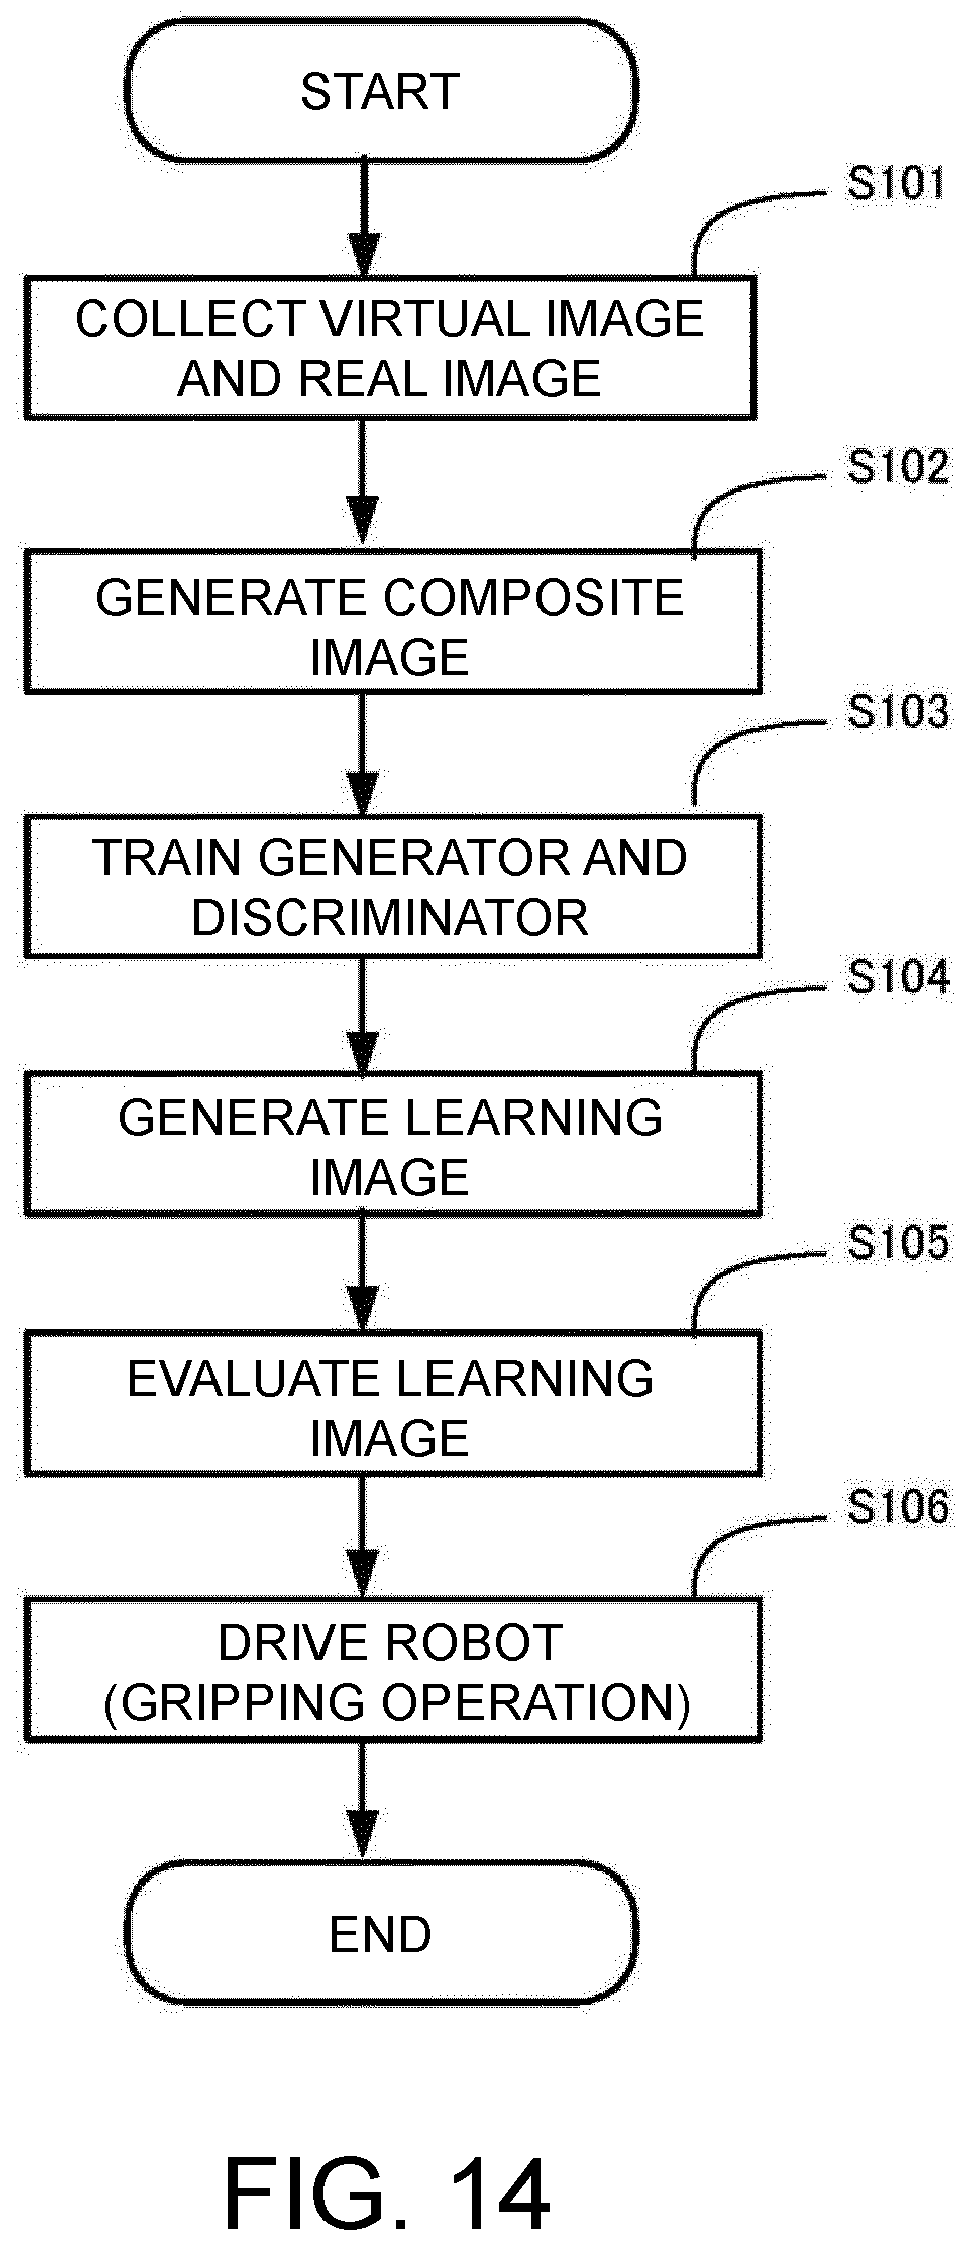 START
S101
COLLECT VIRTUAL IMAGE
AND REAL IMAGE
S102
GENERATE COMPOSITE
IMAGE
S103
TRAIN GENERATOR AND
DISCRIMINATOR
S104
GENERATE LEARNING
IMAGE
S105
EVALUATE LEARNING
IMAGE
S106
DRIVE ROBOT
(GRIPPING OPERATION)
END
FIG. 14